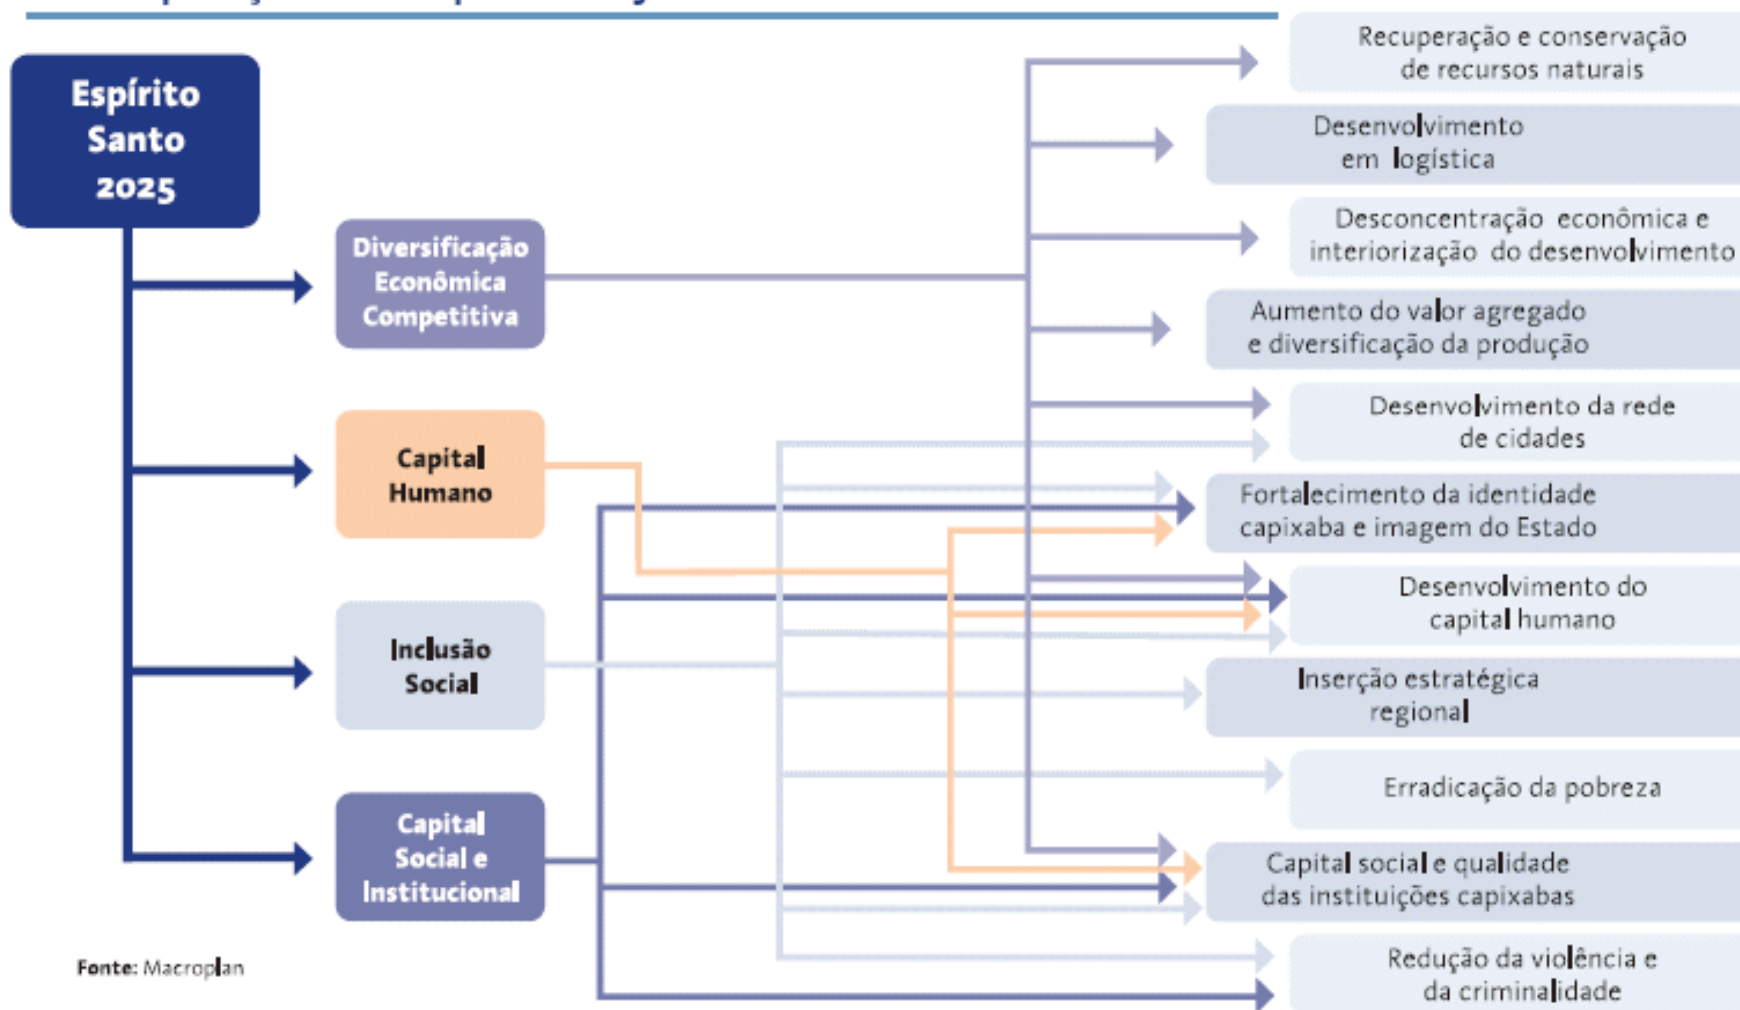 Espírito
Santo
2025
Diversificação
Econômica
Competitiva
Capital
Humano
Inclusão
Social
Capital
Social e
Institucional
Fonte: Macroplan
Recuperação e conservação
de recursos naturais
Desenvolvimento
em logística
Desconcentração econômica e
interiorização do desenvolvimento
Aumento do valor agregado
e diversificação da produção
Desenvolvimento da rede
de cidades
Fortalecimento da identidade
capixaba e imagem do Estado
Desenvolvimento do
capital humano
Inserção estratégica
regional
Erradicação da pobreza
Capital social e qualidade
das instituições capixabas
Redução da violência e
da criminalidade